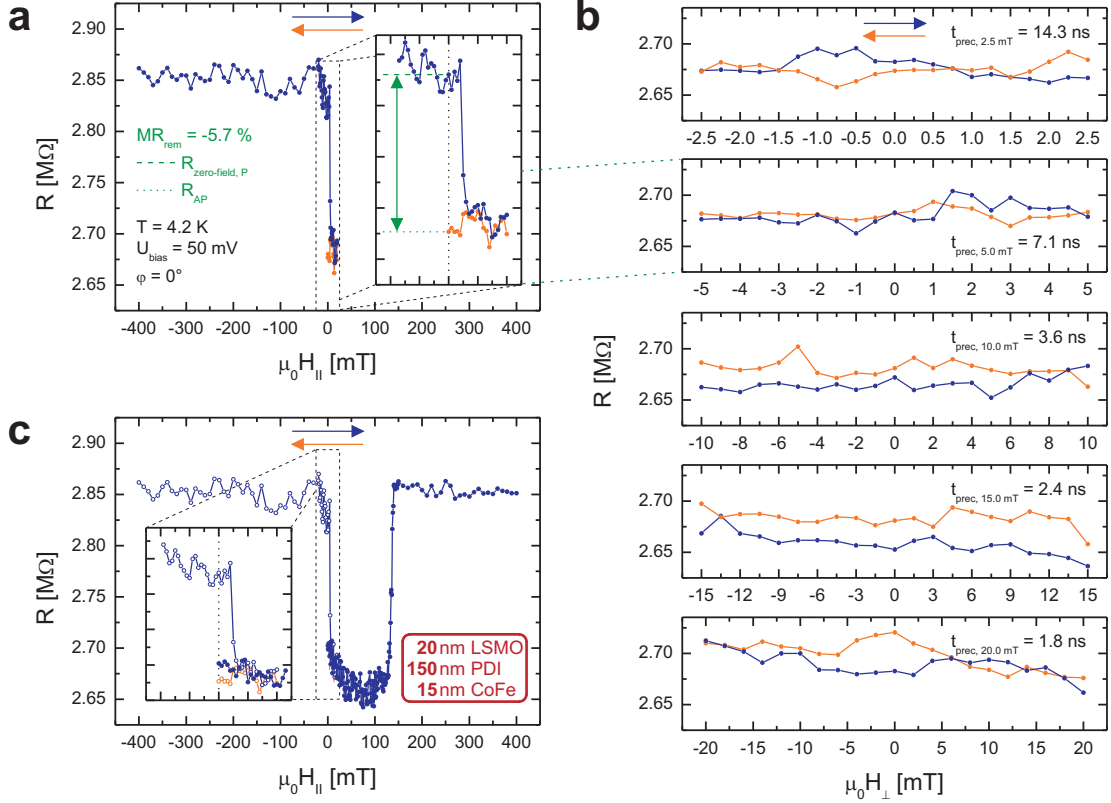 a
2.90
2.85
2.80
2.75
2.70
2.65
R [MΩ]
MR_rem = -5.7 %
R_zero-field, P
R_AP
T = 4.2 K
U_bias = 50 mV
φ = 0°
-400 -300 -200 -100 0 100 200 300 400
μ₀H_|| [mT]
b
t_prec, 2.5 mT = 14.3 ns
2.70
2.65
-2.5 -2.0 -1.5 -1.0 -0.5 0.0 0.5 1.0 1.5 2.0 2.5
2.70
2.65
t_prec, 5.0 mT = 7.1 ns
-5 -4 -3 -2 -1 0 1 2 3 4 5
t_prec, 10.0 mT = 3.6 ns
2.70
2.65
R [MΩ]
-10 -8 -6 -4 -2 0 2 4 6 8 10
t_prec, 15.0 mT = 2.4 ns
2.70
2.65
-15 -12 -9 -6 -3 0 3 6 9 12 15
t_prec, 20.0 mT = 1.8 ns
2.70
2.65
-20 -15 -10 -5 0 5 10 15 20
μ₀H_⊥ [mT]
c
2.90
2.85
2.80
2.75
2.70
2.65
R [MΩ]
20 nm LSMO
150 nm PDI
15 nm CoFe
-400 -300 -200 -100 0 100 200 300 400
μ₀H_|| [mT]